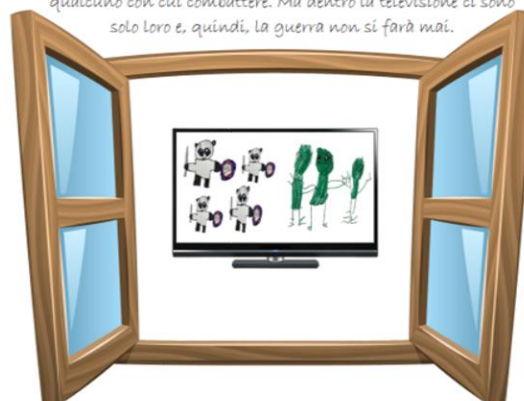 qualcuno con cui combattere. Ma dentro la televisione ci sono
solo loro e, quindi, la guerra non si farà mai.